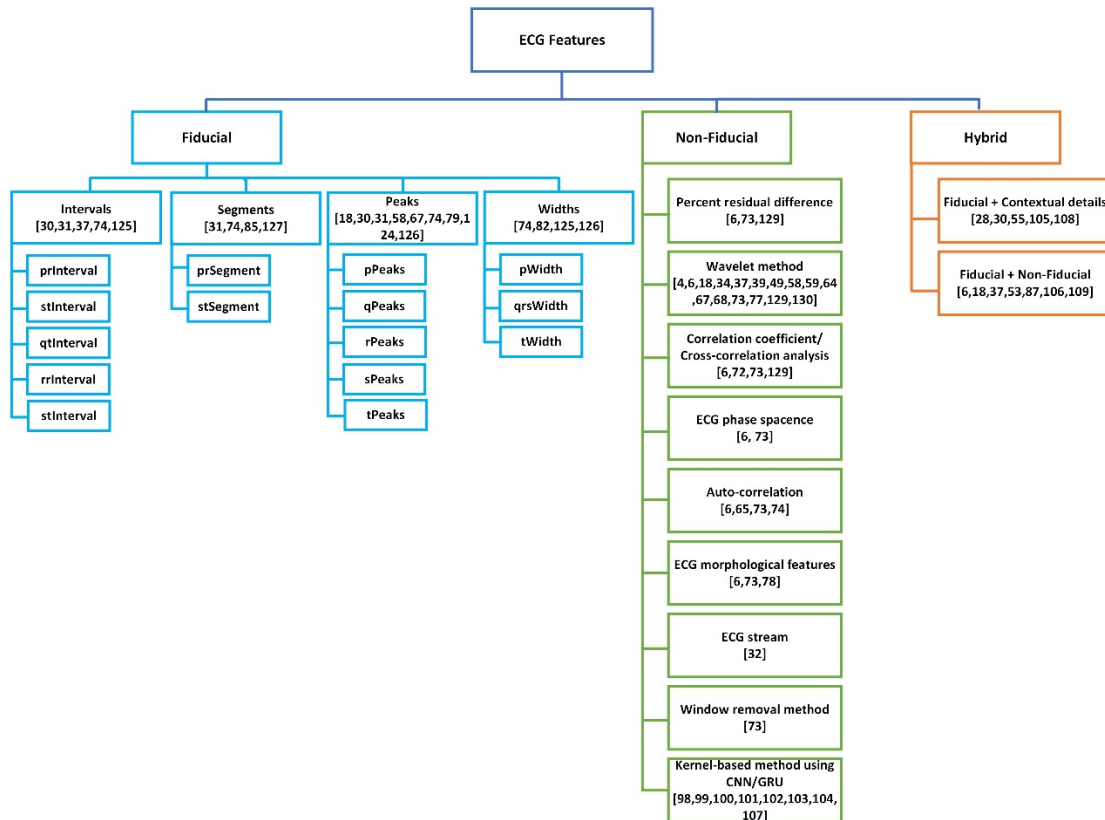 ECG Features
Fiducial
Non-Fiducial
Hybrid
Intervals
[30,31,37,74,125]
prInterval
stInterval
qtInterval
rrInterval
stInterval
Segments
[31,74,85,127]
prSegment
stSegment
Peaks
[18,30,31,58,67,74,79,1
24,126]
pPeaks
qPeaks
rPeaks
sPeaks
tPeaks
Widths
[74,82,125,126]
pWidth
qrsWidth
tWidth
Percent residual difference
[6,73,129]
Wavelet method
[4,6,18,34,37,39,49,58,59,64
,67,68,73,77,129,130]
Correlation coefficient/
Cross-correlation analysis
[6,72,73,129]
ECG phase spacence
[6, 73]
Auto-correlation
[6,65,73,74]
ECG morphological features
[6,73,78]
ECG stream
[32]
Window removal method
[73]
Kernel-based method using
CNN/GRU
[98,99,100,101,102,103,104,
107]
Fiducial + Contextual details
[28,30,55,105,108]
Fiducial + Non-Fiducial
[6,18,37,53,87,106,109]